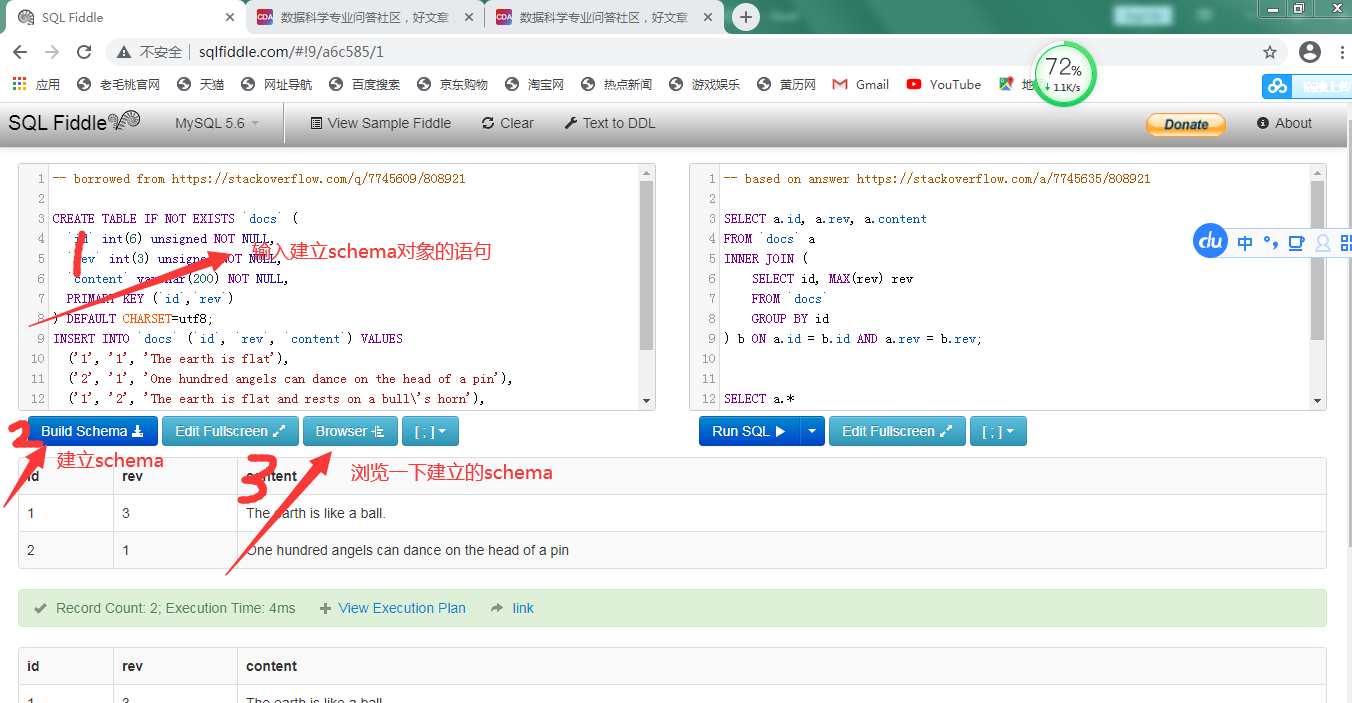 SQL Fiddle
数据科学专业问答社区，好文章
数据科学专业问答社区，好文章
不安全 sqlfiddle.com/#!9/a6c585/1
应用 老毛桃官网 天猫 网址导航 百度搜索 京东购物 淘宝网 热点新闻 游戏娱乐 黄历网 Gmail YouTube
72%
1.1K/s
SQL Fiddle MySQL 5.6 View Sample Fiddle Clear Text to DDL Donate About
1 -- borrowed from https://stackoverflow.com/q/7745609/808921
2
3 CREATE TABLE IF NOT EXISTS `docs` (
4 `id` int(6) unsigned NOT NULL,
5 `rev` int(3) unsigned NOT NULL,
6 `content` varchar(200) NOT NULL,
7 PRIMARY KEY (`id`,`rev`)
8 ) DEFAULT CHARSET=utf8;
9 INSERT INTO `docs` (`id`, `rev`, `content`) VALUES
10 ('1', '1', 'The earth is flat'),
11 ('2', '1', 'One hundred angels can dance on the head of a pin'),
12 ('1', '2', 'The earth is flat and rests on a bull\'s horn'),
1
输入建立schema对象的语句
1 -- based on answer https://stackoverflow.com/a/7745635/808921
2
3 SELECT a.id, a.rev, a.content
4 FROM `docs` a
5 INNER JOIN (
6 SELECT id, MAX(rev) rev
7 FROM `docs`
8 GROUP BY id
9 ) b ON a.id = b.id AND a.rev = b.rev;
10
11
12 SELECT a.*
du 中
2
Build Schema Edit Fullscreen Browser [ ; ]
Run SQL Edit Fullscreen [ ; ]
建立schema
3
浏览一下建立的schema
id rev content
1 3 The earth is like a ball.
2 1 One hundred angels can dance on the head of a pin
Record Count: 2; Execution Time: 4ms View Execution Plan link
id rev content
1 3 The earth is like a ball.